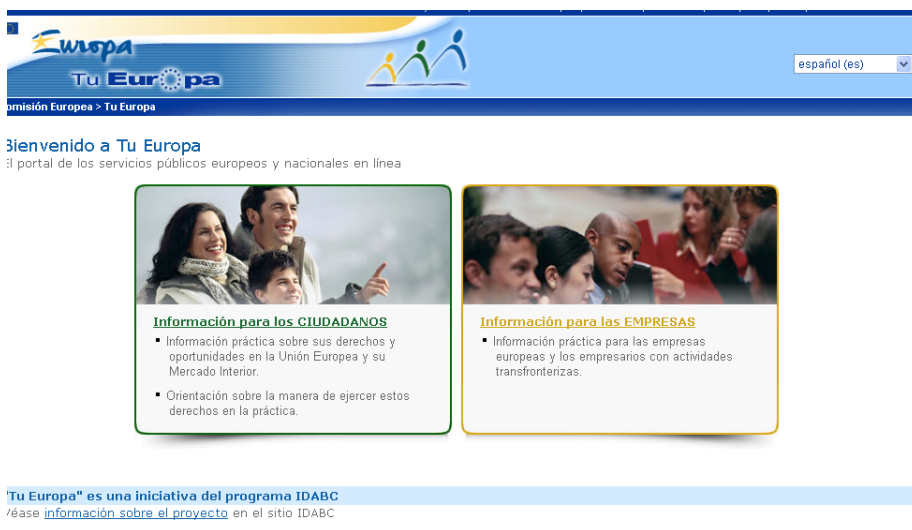 Europa
Tu Europa
español (es)
omisión Europea > Tu Europa
Bienvenido a Tu Europa
El portal de los servicios públicos europeos y nacionales en línea
Información para los CIUDADANOS
▪ Información práctica sobre sus derechos y
oportunidades en la Unión Europea y su
Mercado Interior.
▪ Orientación sobre la manera de ejercer estos
derechos en la práctica.
Información para las EMPRESAS
▪ Información práctica para las empresas
europeas y los empresarios con actividades
transfronterizas.
"Tu Europa" es una iniciativa del programa IDABC
Véase información sobre el proyecto en el sitio IDABC